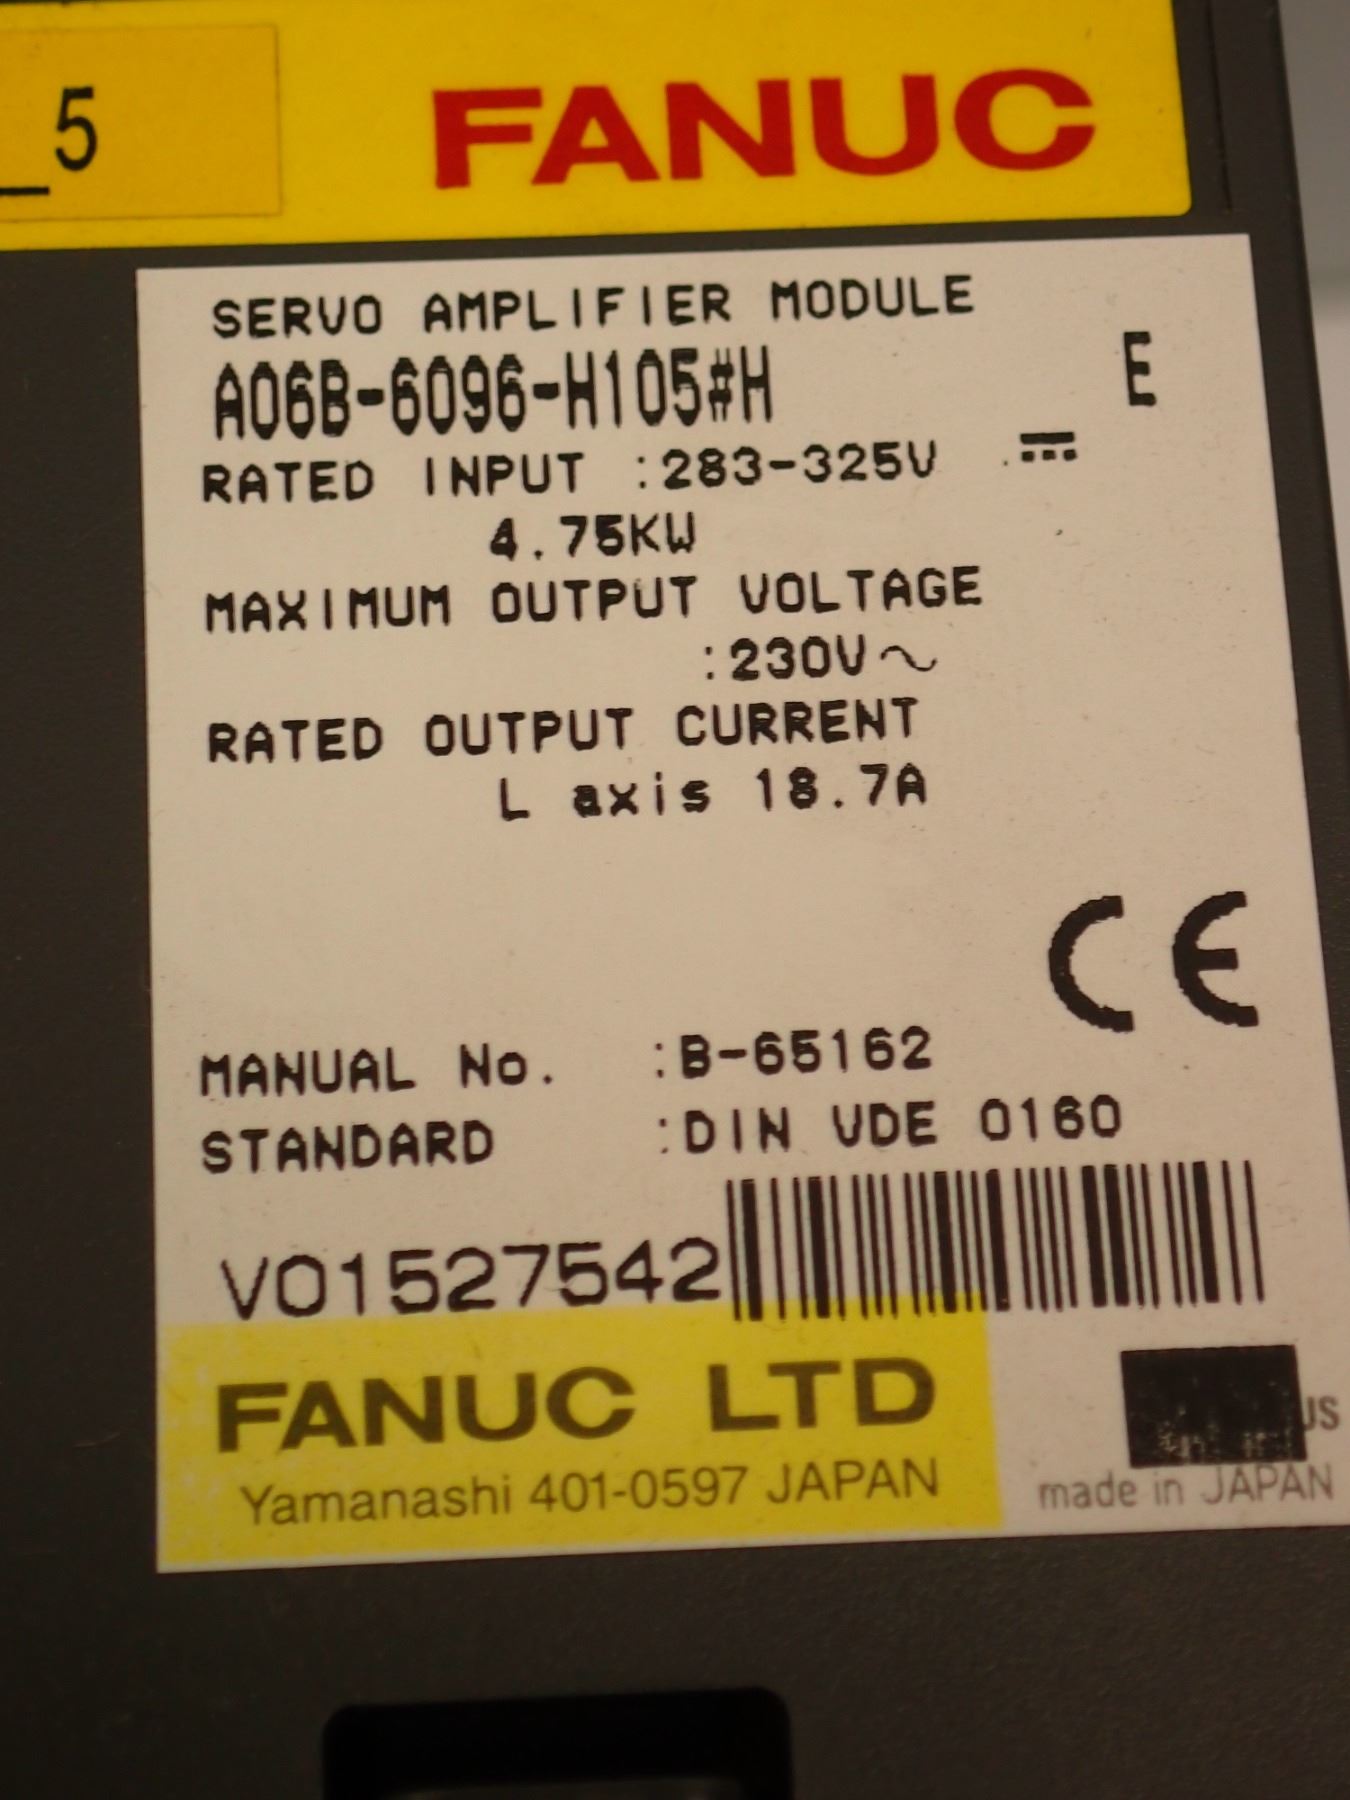 _5
FANUC
SERVO AMPLIFIER MODULE
A06B-6096-H105#H E
RATED INPUT :283-325V ⎓
4.75KW
MAXIMUM OUTPUT VOLTAGE
:230V~
RATED OUTPUT CURRENT
L axis 18.7A
CE
MANUAL No. :B-65162
STANDARD :DIN VDE 0160
V01527542
FANUC LTD
Yamanashi 401-0597 JAPAN
US
made in JAPAN